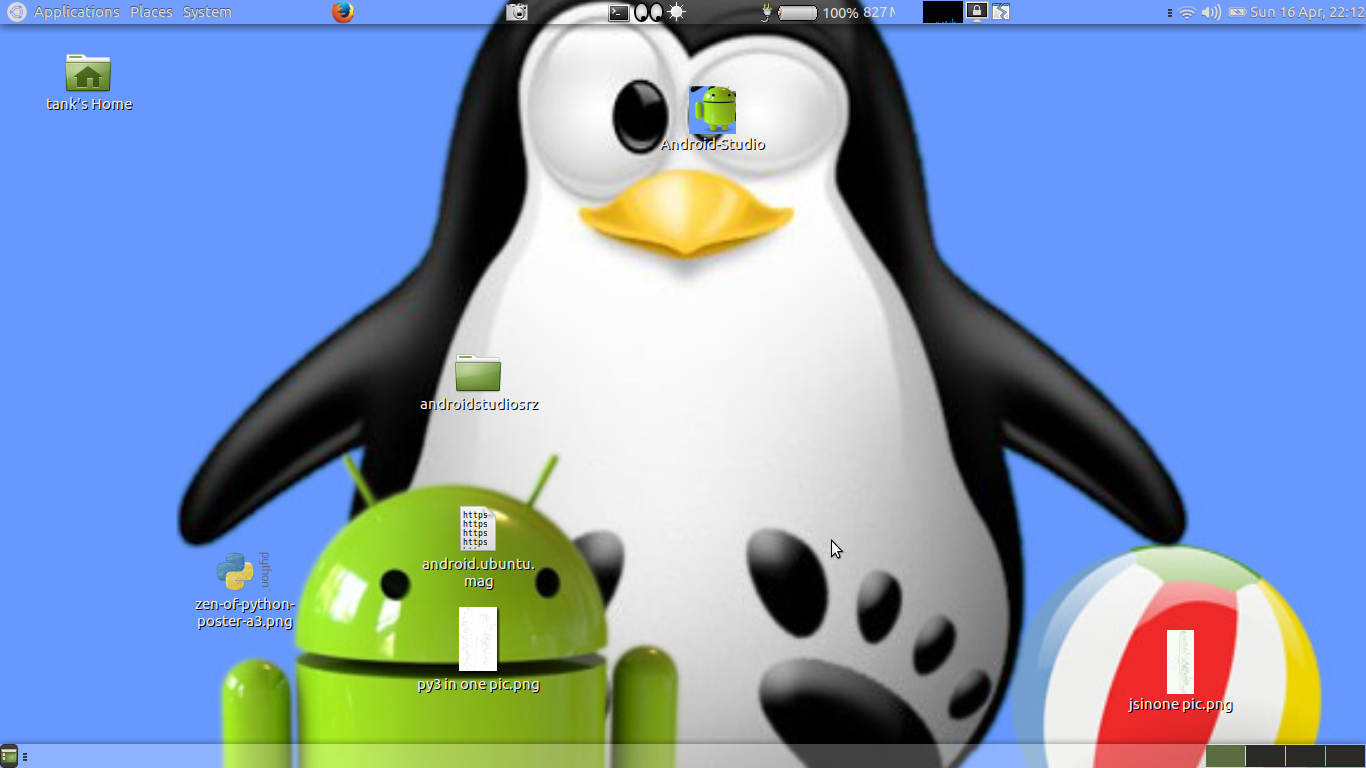 Applications Places System 100% 827 Sun 16 Apr, 22:12
tank's Home
Android-Studio
androidstudiosrz
https
https
https
https
android.ubuntu.
mag
python
zen-of-python-
poster-a3.png
py3 in one pic.png
jsinone pic.png